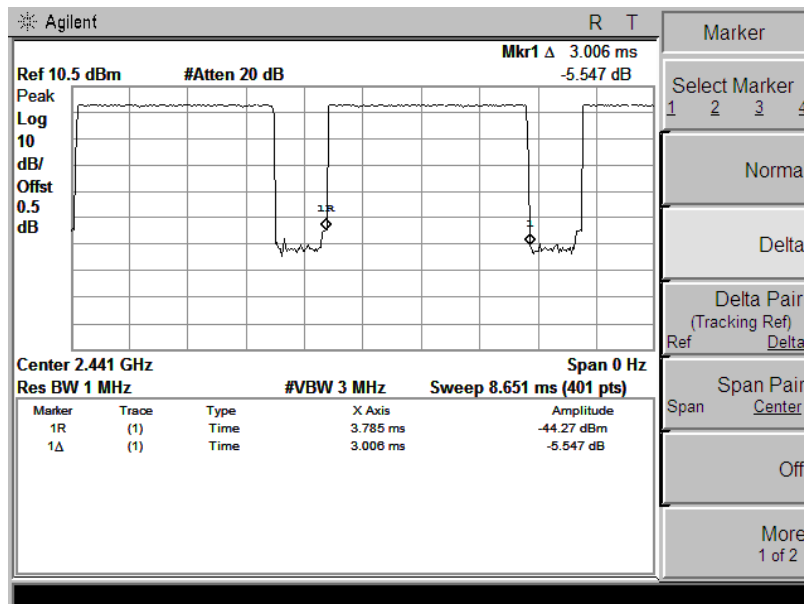 Agilent R T
Mkr1 Δ 3.006 ms
Ref 10.5 dBm #Atten 20 dB -5.547 dB
Peak
Log
10
dB/
Offst
0.5
dB
1R
1
Center 2.441 GHz Span 0 Hz
Res BW 1 MHz #VBW 3 MHz Sweep 8.651 ms (401 pts)
Marker Trace Type X Axis Amplitude
1R (1) Time 3.785 ms -44.27 dBm
1Δ (1) Time 3.006 ms -5.547 dB
Marker
Select Marker
1 2 3 4
Norma
Delta
Delta Pair
(Tracking Ref)
Ref Delta
Span Pair
Span Center
Off
More
1 of 2